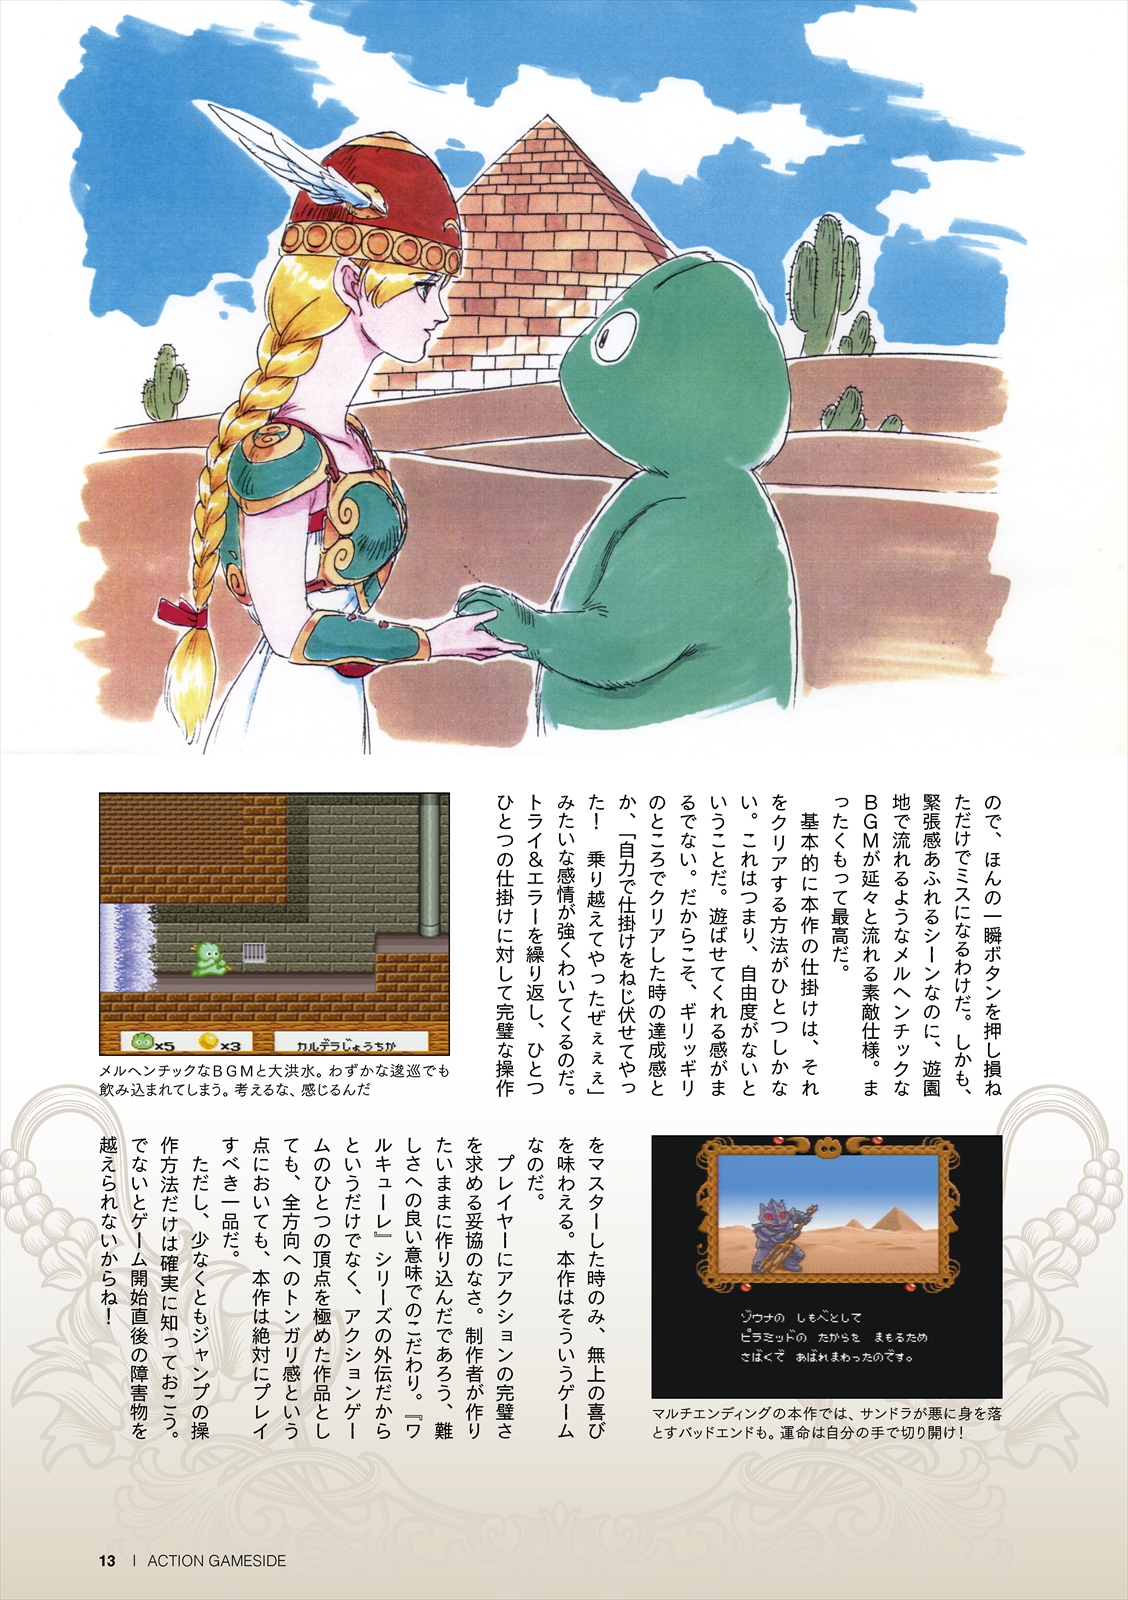 ので、ほんの一瞬ボタンを押し損ね
ただけでミスになるわけだ。しかも、
緊張感あふれるシーンなのに、遊園
地で流れるようなメルヘンチックな
BGMが延々と流れる素敵仕様。ま
ったくもって最高だ。
基本的に本作の仕掛けは、それ
をクリアする方法がひとつしかな
い。これはつまり、自由度がないと
いうことだ。遊ばせてくれる感がま
るでない。だからこそ、ギリッギリ
のところでクリアした時の達成感と
か、「自力で仕掛けをねじ伏せてやっ
た！　乗り越えてやったぜぇぇぇ」
みたいな感情が強くわいてくるのだ。
トライ&エラーを繰り返し、ひとつ
ひとつの仕掛けに対して完璧な操作
×5
×3
カルデラじょうちか
メルヘンチックなBGMと大洪水。わずかな逡巡でも
飲み込まれてしまう。考えるな、感じるんだ
をマスターした時のみ、無上の喜び
を味わえる。本作はそういうゲーム
なのだ。
プレイヤーにアクションの完璧さ
を求める妥協のなさ。制作者が作り
たいままに作り込んだであろう、難
しさへの良い意味でのこだわり。『ワ
ルキューレ』シリーズの外伝だから
というだけでなく、アクションゲー
ムのひとつの頂点を極めた作品とし
ても、全方向へのトンガリ感という
点においても、本作は絶対にプレイ
すべき一品だ。
ただし、少なくともジャンプの操
作方法だけは確実に知っておこう。
でないとゲーム開始直後の障害物を
越えられないからね！
ゾウナの しもべとして
ピラミッドの たからを まもるため
さばくで あばれまわったのです。
マルチエンディングの本作では、サンドラが悪に身を落
とすバッドエンドも。運命は自分の手で切り開け！
13 | ACTION GAMESIDE